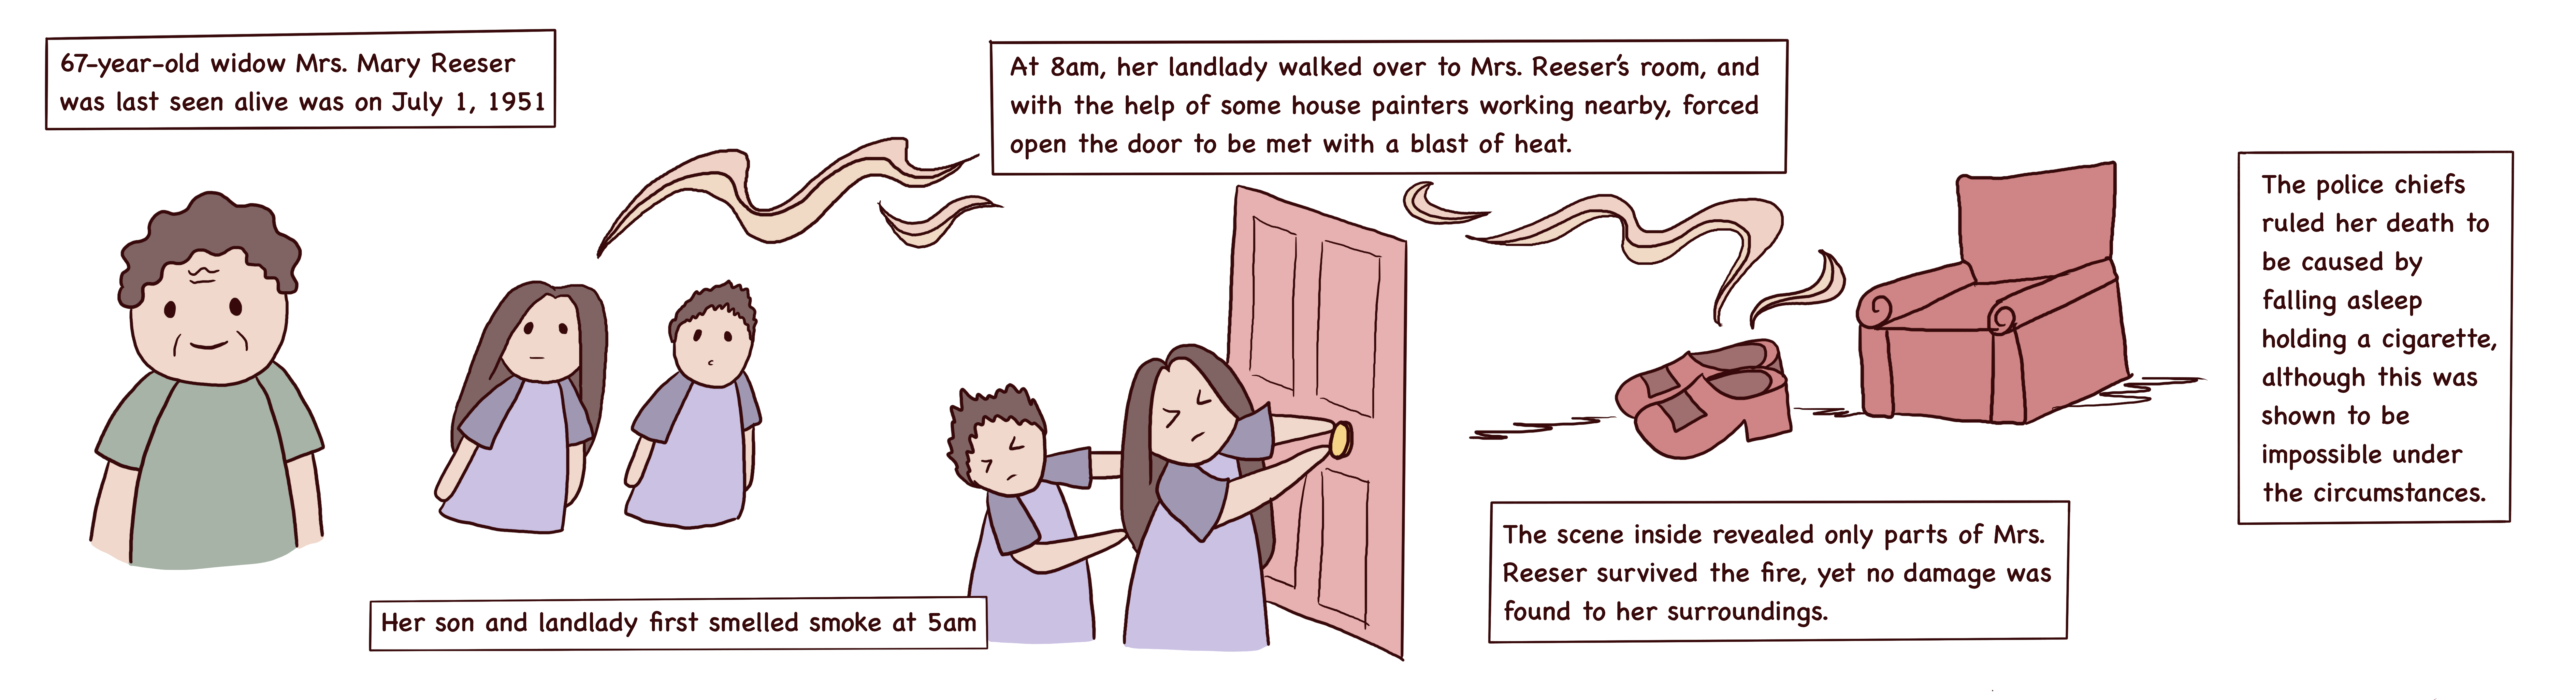 67-year-old widow Mrs. Mary Reeser
was last seen alive was on July 1, 1951
Her son and landlady first smelled smoke at 5am
At 8am, her landlady walked over to Mrs. Reeser's room, and
with the help of some house painters working nearby, forced
open the door to be met with a blast of heat.
The scene inside revealed only parts of Mrs.
Reeser survived the fire, yet no damage was
found to her surroundings.
The police chiefs
ruled her death to
be caused by
falling asleep
holding a cigarette,
although this was
shown to be
impossible under
the circumstances.